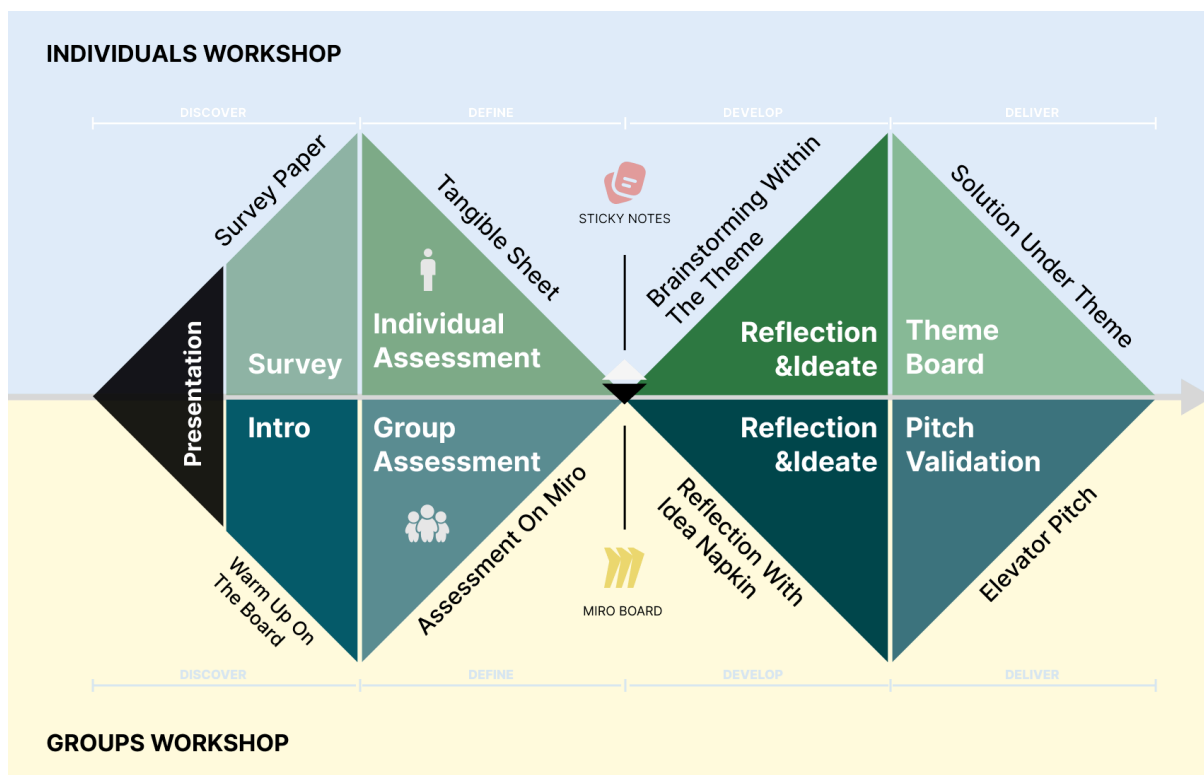 INDIVIDUALS WORKSHOP
DISCOVER
DEFINE
DEVELOP
DELIVER
Survey Paper
Tangible Sheet
STICKY NOTES
Brainstorming Within
The Theme
Solution Under Theme
Presentation
Survey
Individual
Assessment
Reflection
&Ideate
Theme
Board
Intro
Group
Assessment
Reflection
&Ideate
Pitch
Validation
Warm Up On
The Board
Assessment On Miro
MIRO BOARD
Reflection With
Idea Napkin
Elevator Pitch
DISCOVER
DEFINE
DEVELOP
DELIVER
GROUPS WORKSHOP